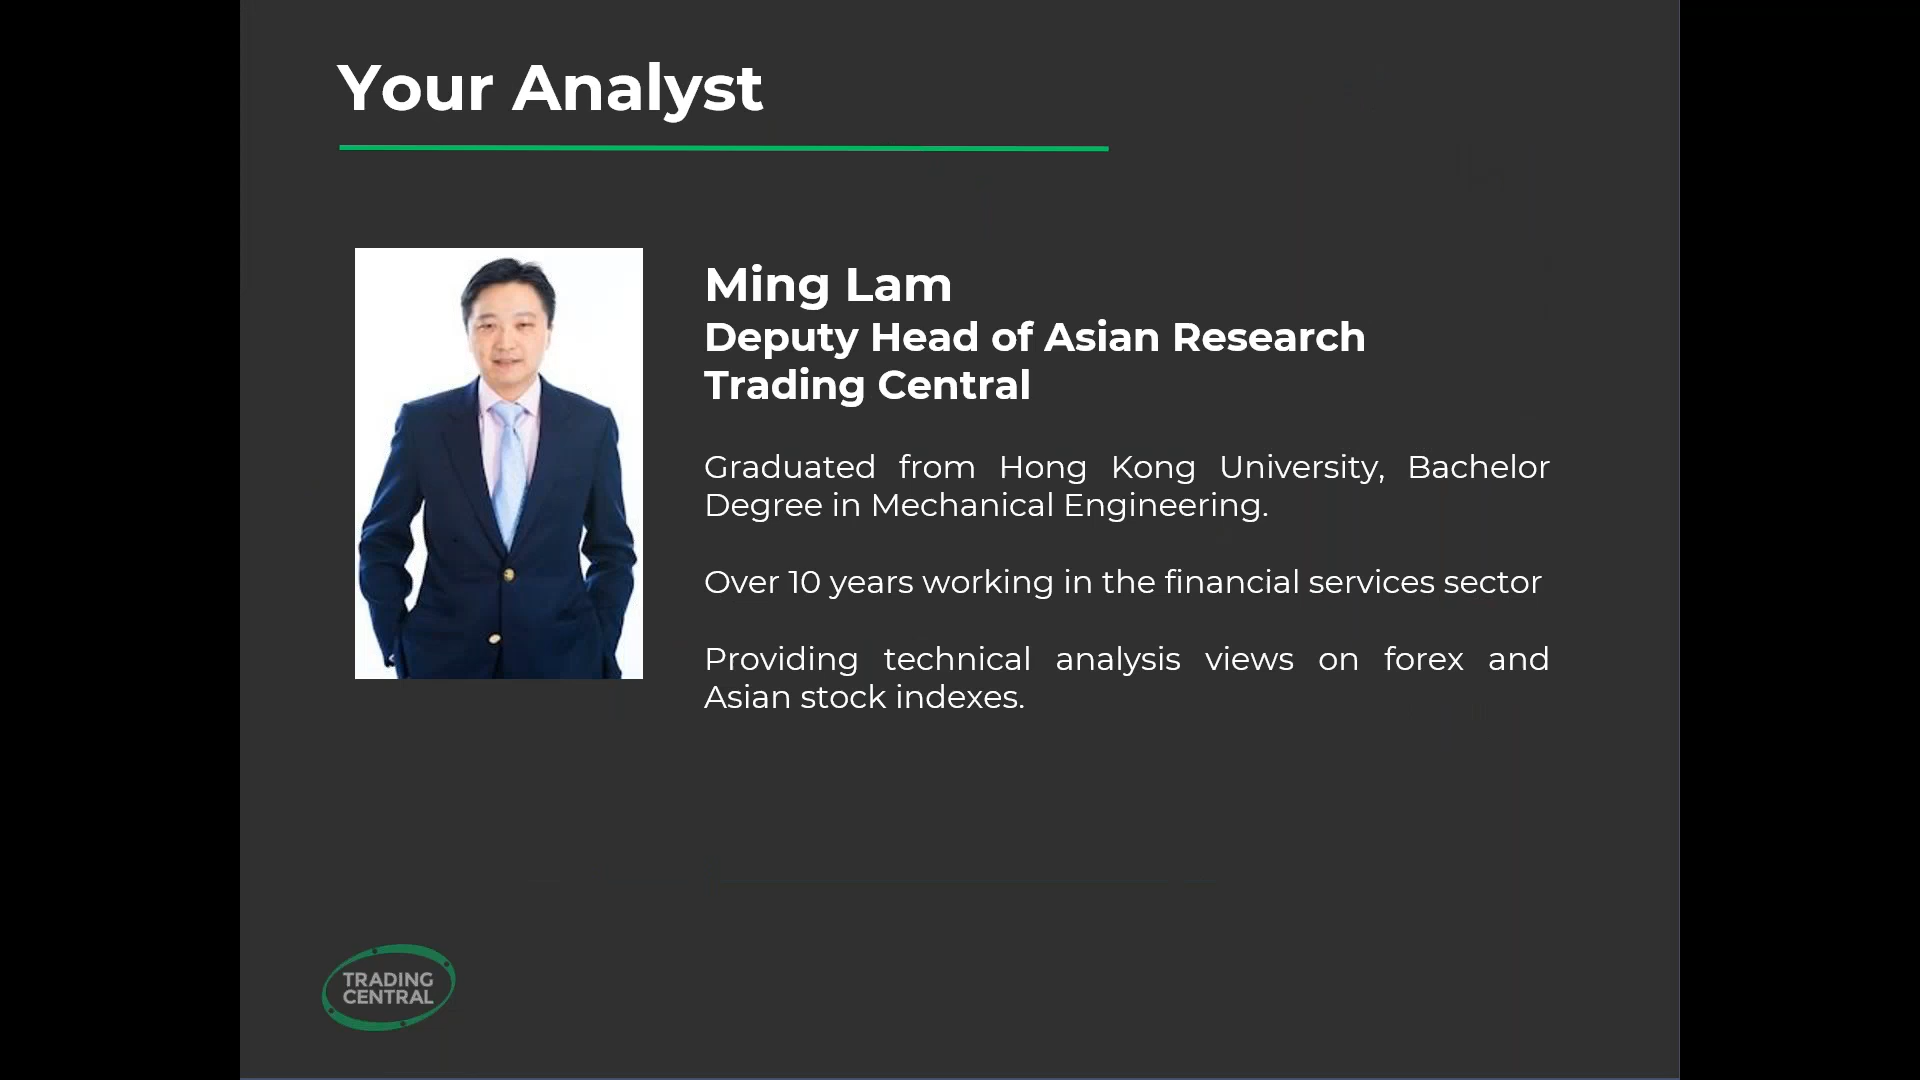 Your Analyst
Ming Lam
Deputy Head of Asian Research
Trading Central
Graduated from Hong Kong University, Bachelor
Degree in Mechanical Engineering.
Over 10 years working in the financial services sector
Providing technical analysis views on forex and
Asian stock indexes.
TRADING
CENTRAL